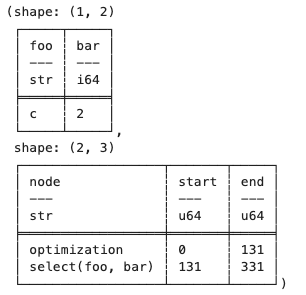 (shape: (1, 2)
foo bar
--- ---
str i64
c 2
,
shape: (2, 3)
node start end
--- --- ---
str u64 u64
optimization 0 131
select(foo, bar) 131 331
)